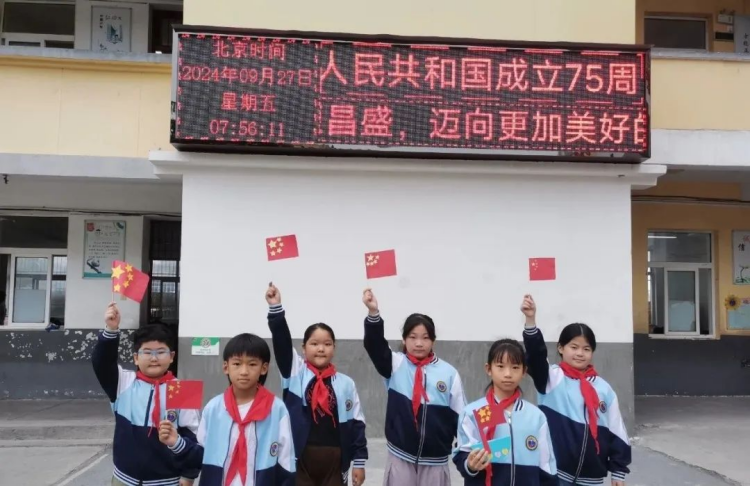 北京时间
2024年09月27日
星期五
07:56:11
人民共和国成立75周
昌盛，迈向更加美好的